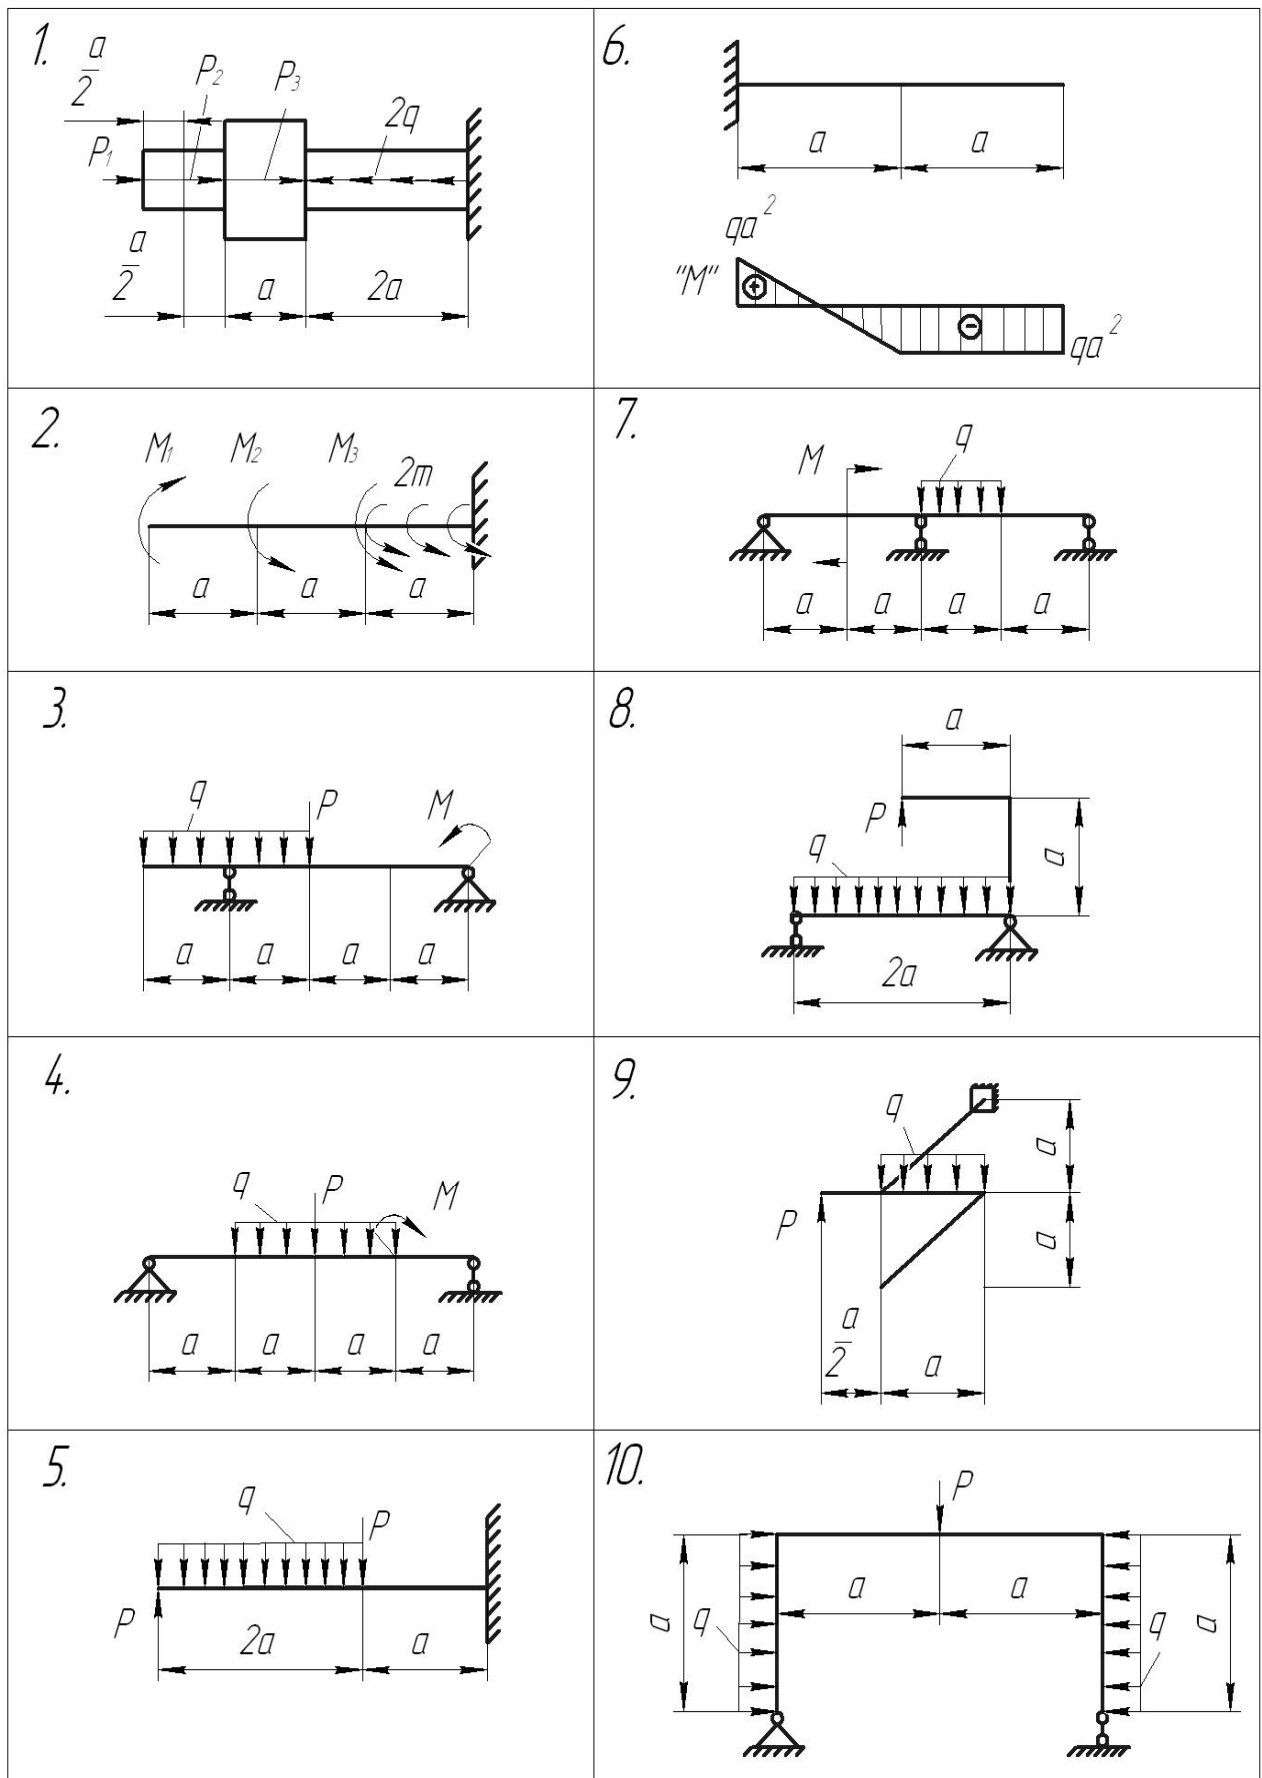 1.
a/2
P₂
P₃
2q
P₁
a/2
a
2a
2.
M₁
M₂
M₃
2m
a
a
a
3.
q
P
M
a
a
a
a
4.
q
P
M
a
a
a
a
5.
q
P
P
2a
a
6.
a
a
qa²
"M"
+
-
qa²
7.
M
q
a
a
a
a
8.
a
P
q
a
2a
9.
q
a
P
a
a/2
a
10.
P
a
a
a
q
q
a